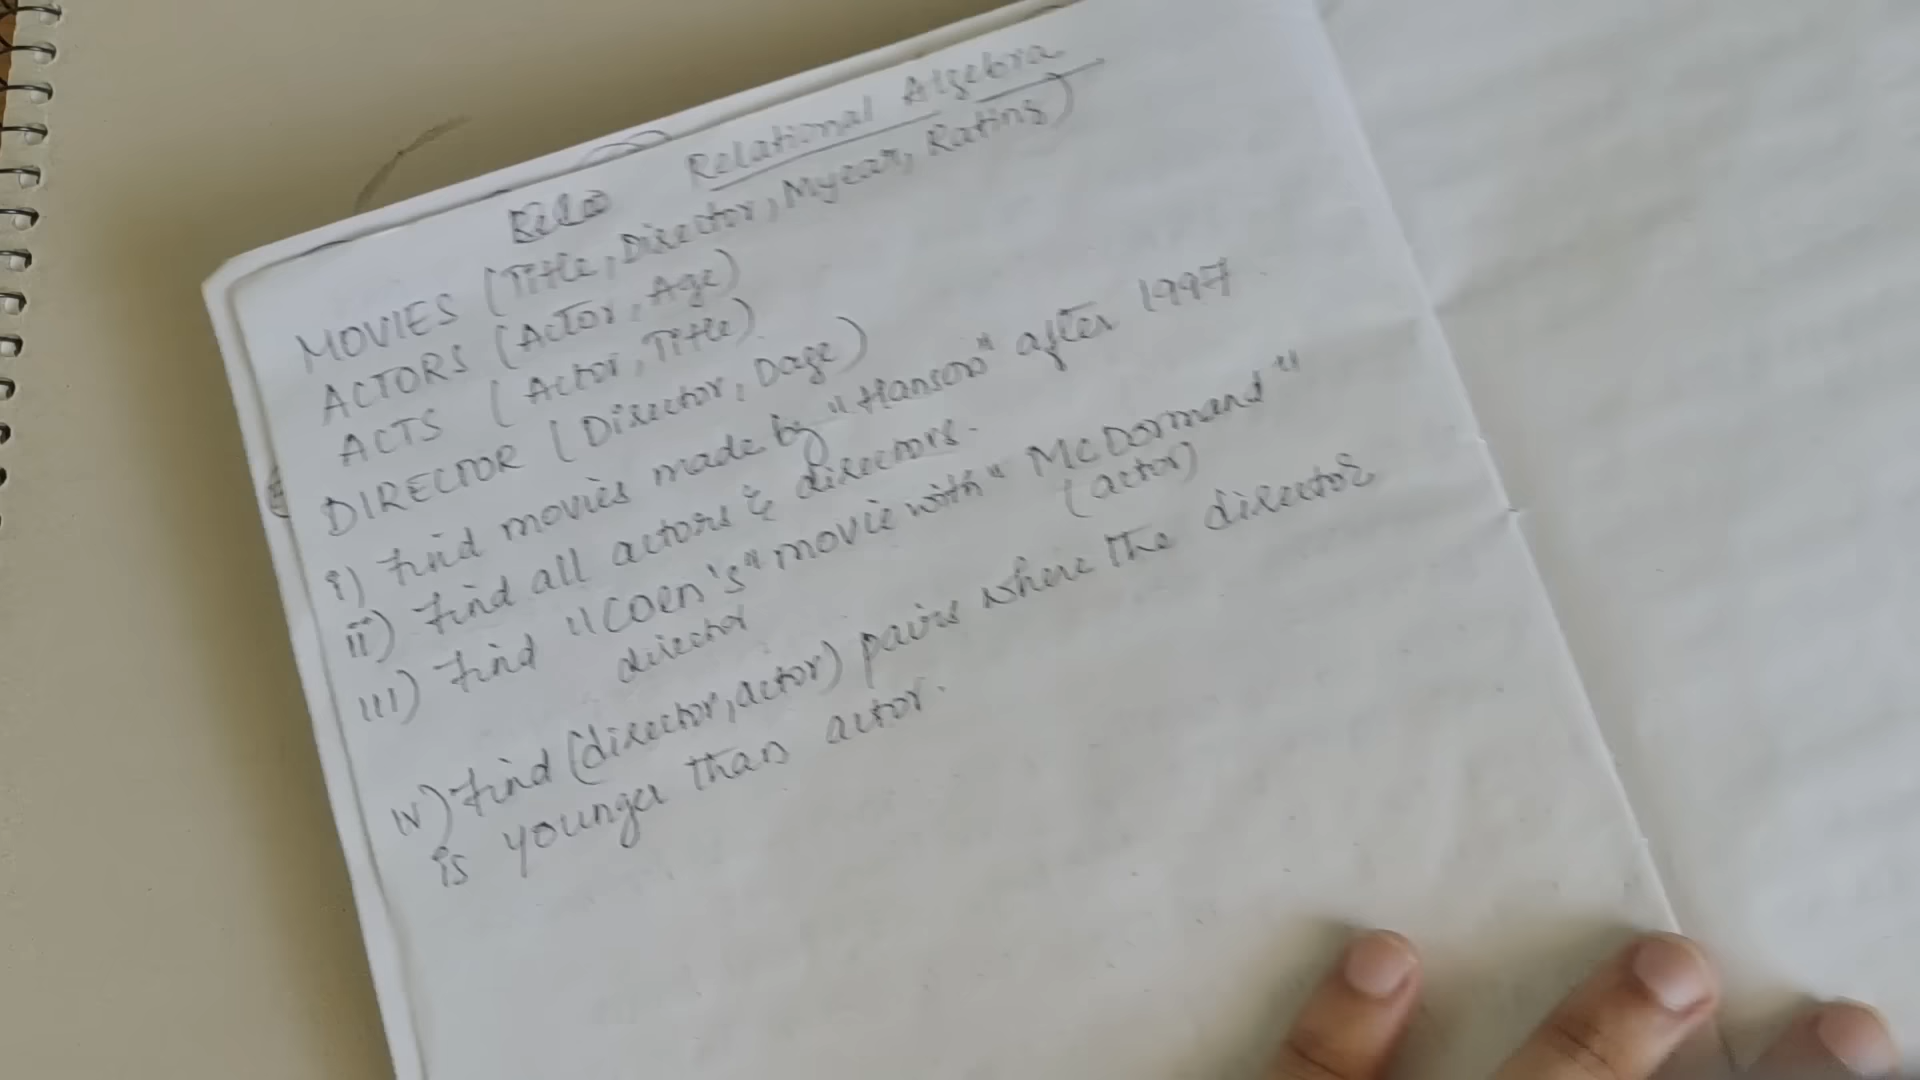 Relational Algebra
MOVIES (Title, Director, Myear, Rating)
ACTORS (Actor, Age)
ACTS (Actor, Title)
DIRECTOR (Director, Dage)
i) Find movies made by "Hanson" after 1997
ii) Find all actors & directors.
iii) Find "Coen's" movie with "McDormand"
director (actor)
iv) Find (director, actor) pairs where the director
is younger than actor.